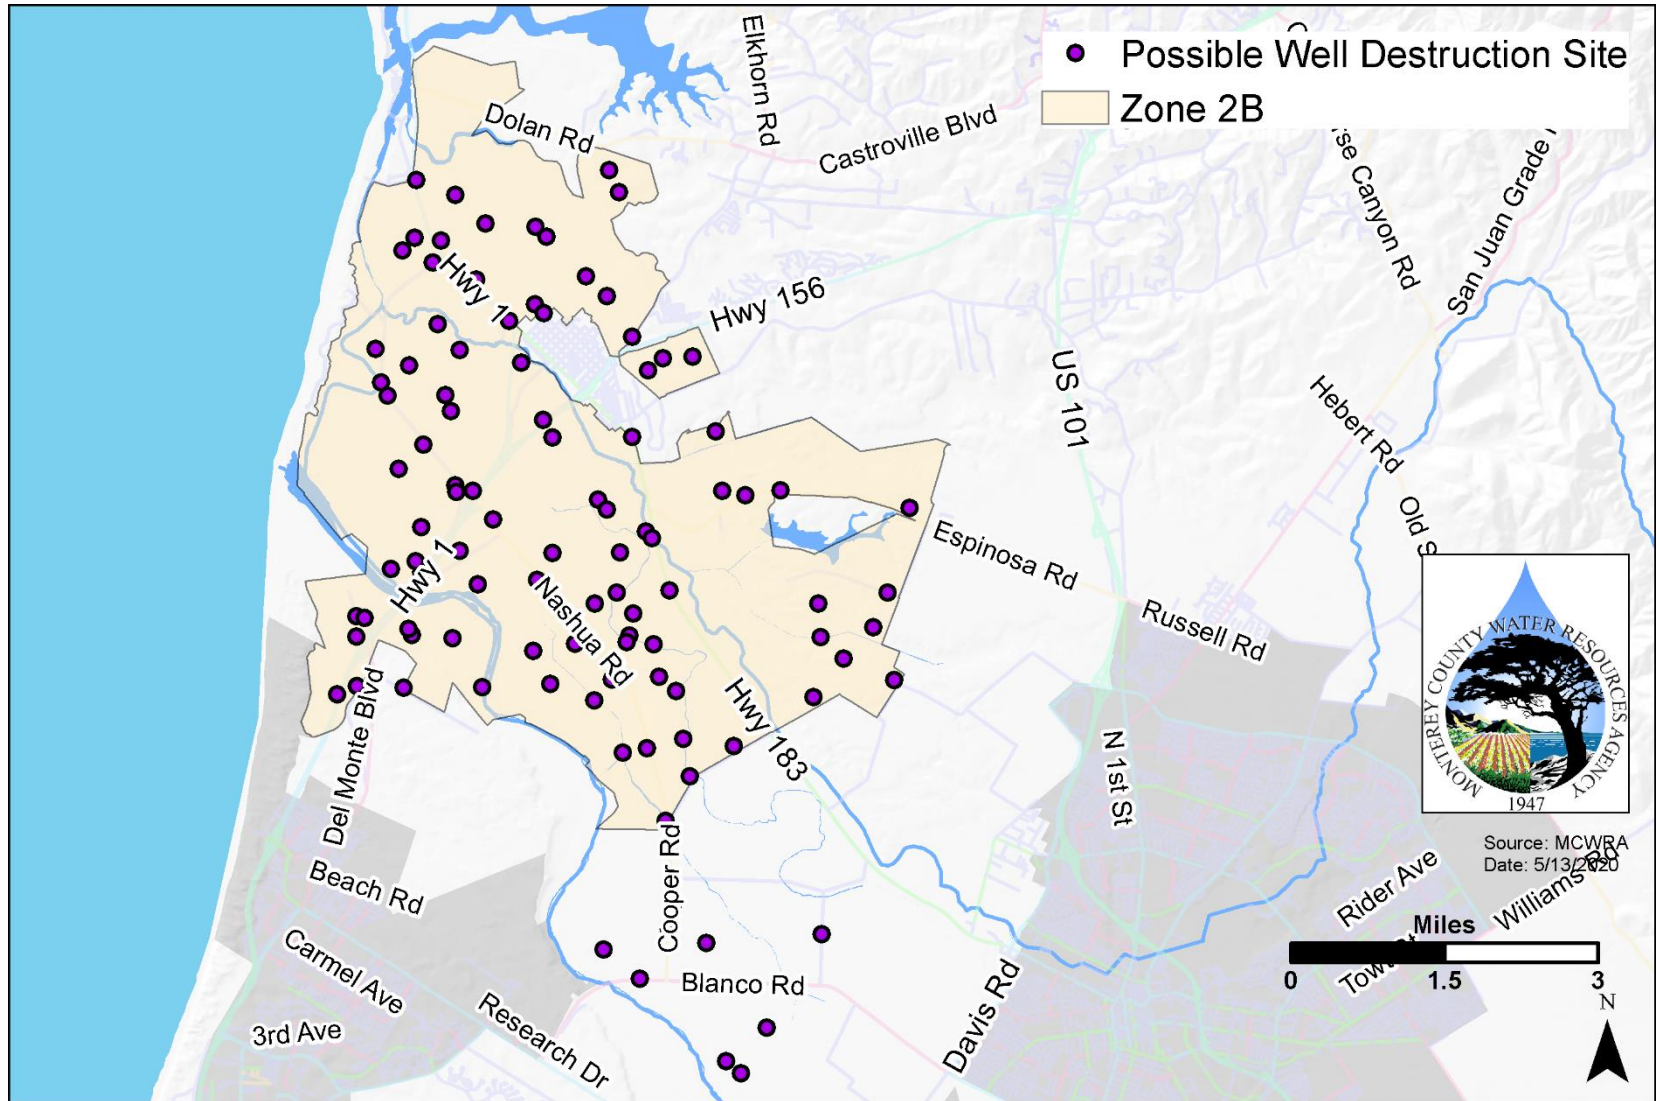 Possible Well Destruction Site
Zone 2B
Elkhorn Rd
Dolan Rd
Castroville Blvd
rse Canyon Rd
San Juan Grade
Hwy 1
Hwy 156
US 101
Hebert Rd
Old S
Espinosa Rd
Russell Rd
Hwy 1
Nashua Rd
Hwy 183
N 1st St
Del Monte Blvd
MONTEREY COUNTY WATER RESOURCES AGENCY
1947
Source: MCWRA
Date: 5/13/2020
Beach Rd
Cooper Rd
Rider Ave
Williams Rd
Carmel Ave
Blanco Rd
Davis Rd
3rd Ave
Research Dr
Miles
0 1.5 3
N